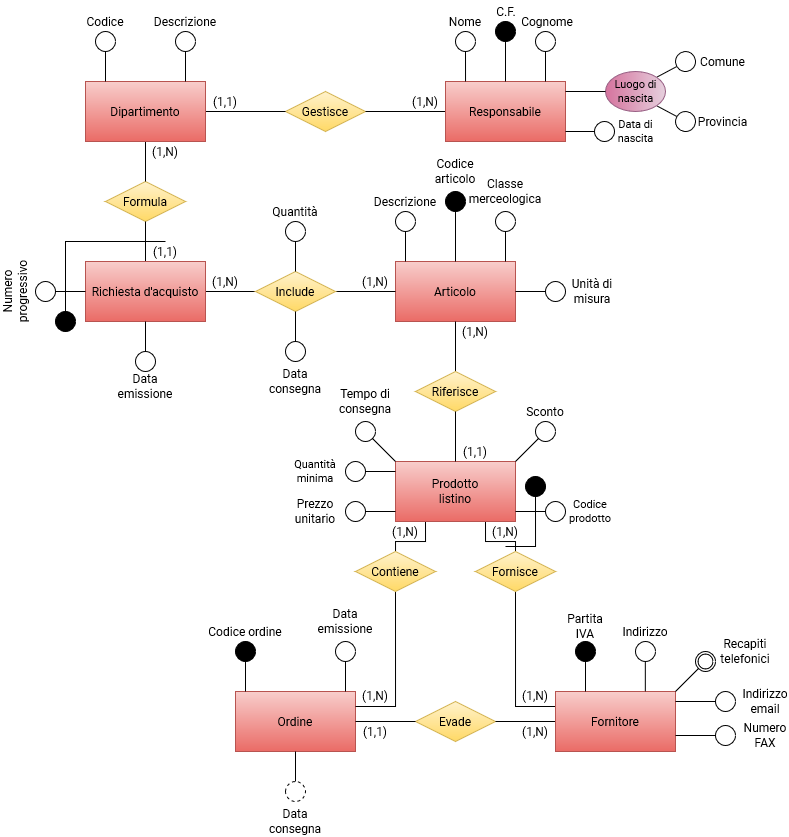 Codice
Descrizione
Nome
C.F.
Cognome
Comune
Luogo di
nascita
Provincia
Data di
nascita
Dipartimento
(1,1)
Gestisce
(1,N)
Responsabile
(1,N)
Formula
(1,1)
Numero
progressivo
Richiesta d'acquisto
Data
emissione
(1,N)
Quantità
Include
Data
consegna
(1,N)
Descrizione
Codice
articolo
Classe
merceologica
Articolo
Unità di
misura
(1,N)
Riferisce
(1,1)
Tempo di
consegna
Sconto
Quantità
minima
Prezzo
unitario
Prodotto
listino
Codice
prodotto
(1,N)
(1,N)
Contiene
Fornisce
Codice ordine
Data
emissione
(1,N)
Ordine
(1,1)
Evade
(1,N)
(1,N)
Partita
IVA
Indirizzo
Recapiti
telefonici
Fornitore
Indirizzo
email
Numero
FAX
Data
consegna